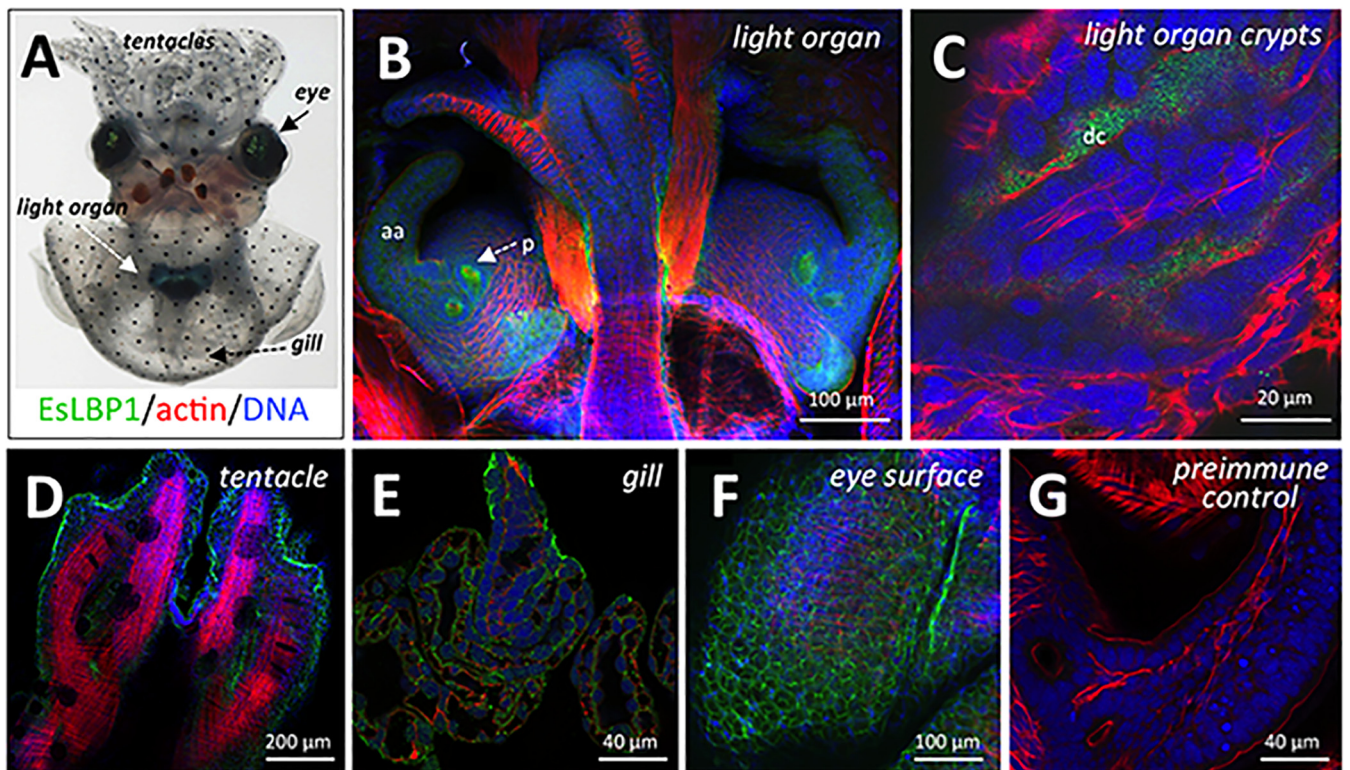 A
tentacles
eye
light organ
gill
EsLBP1/actin/DNA
B
light organ
aa
p
100 µm
C
light organ crypts
dc
20 µm
D
tentacle
200 µm
E
gill
40 µm
F
eye surface
100 µm
G
preimmune
control
40 µm